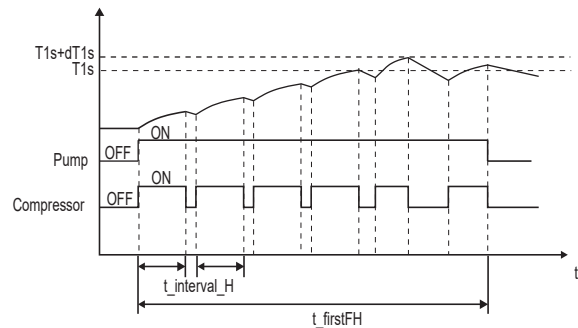 T1s+dT1s
T1s
ON
OFF
Pump
ON
OFF
Compressor
t
t_interval_H
t_firstFH